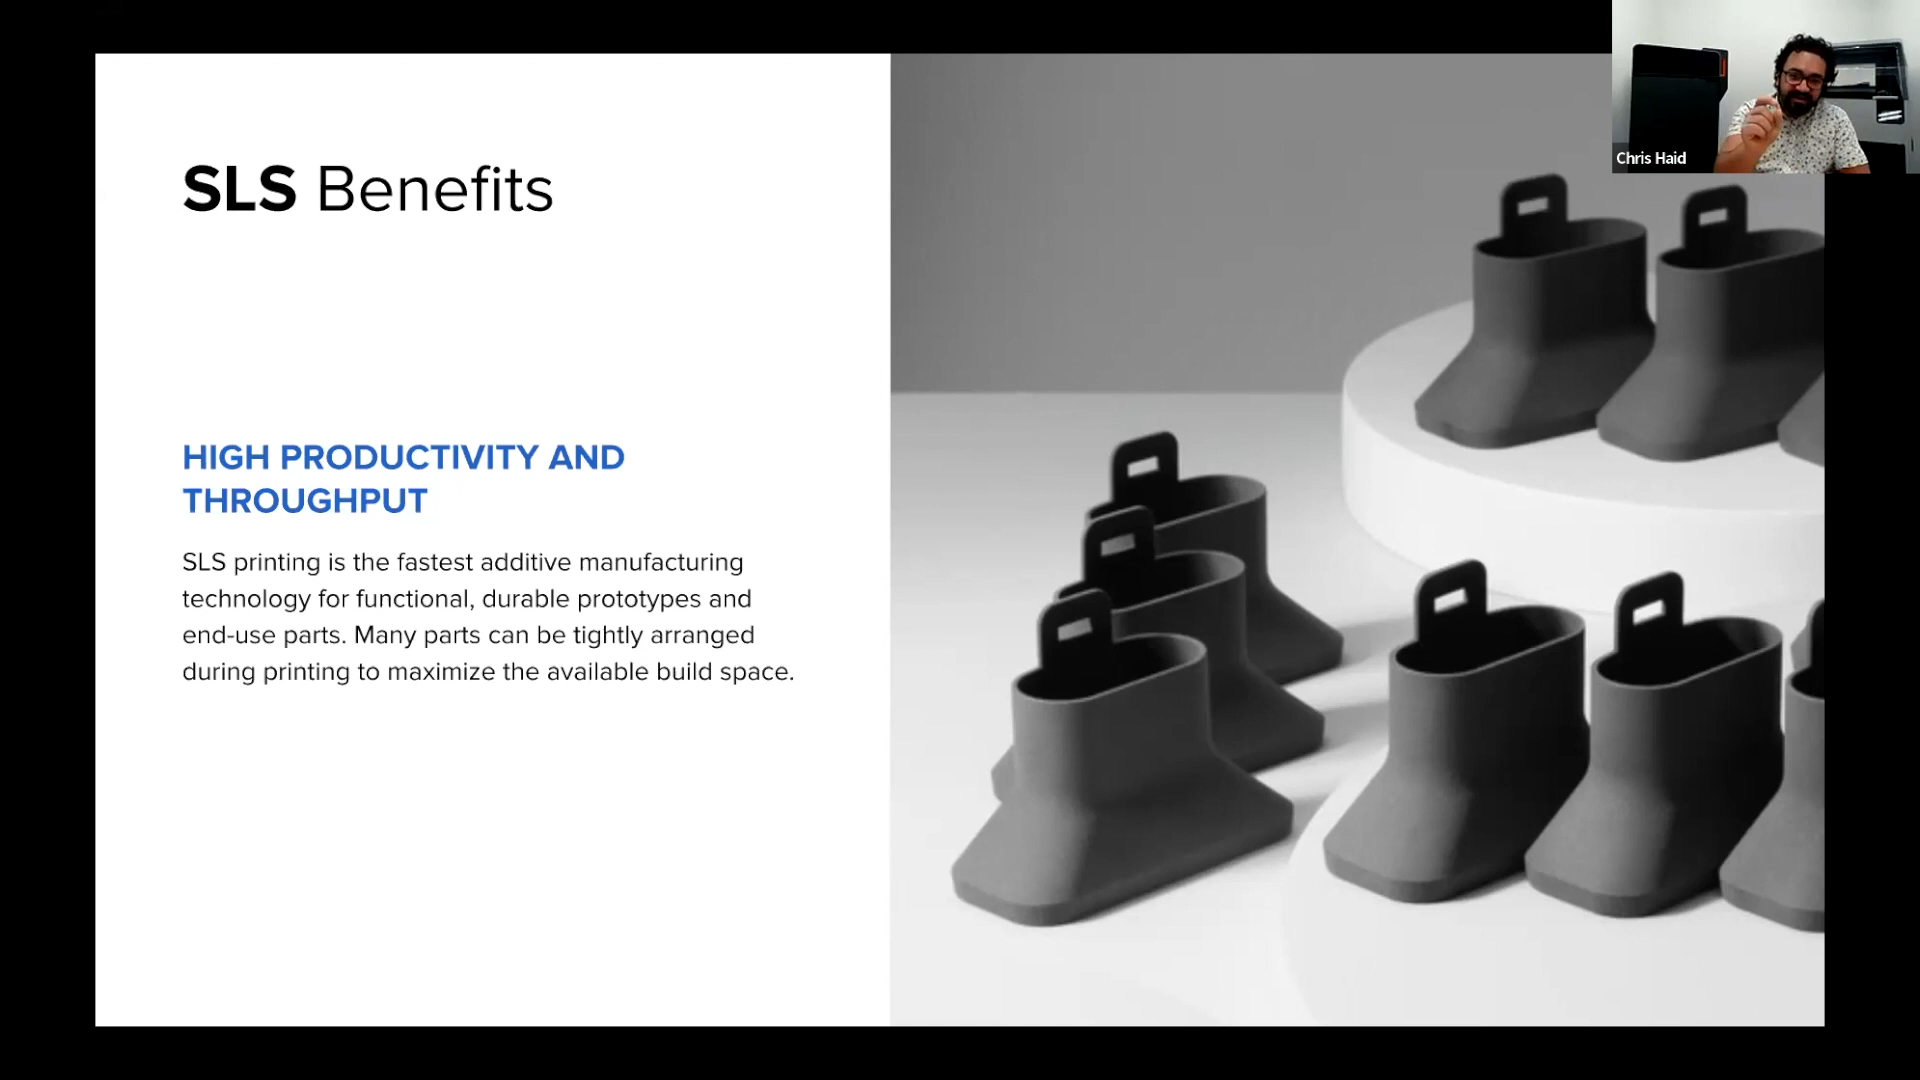 SLS Benefits
HIGH PRODUCTIVITY AND
THROUGHPUT
SLS printing is the fastest additive manufacturing
technology for functional, durable prototypes and
end-use parts. Many parts can be tightly arranged
during printing to maximize the available build space.
Chris Haid